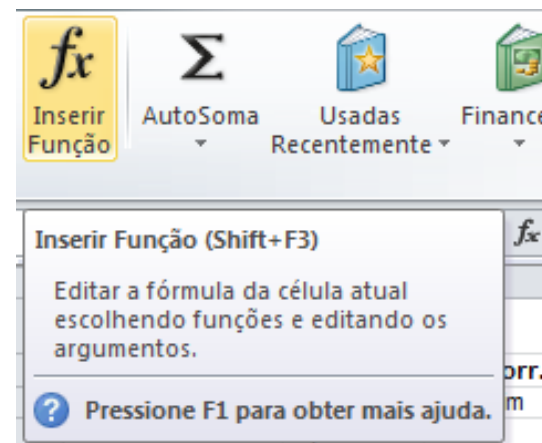 fx
Σ
Inserir
Função
AutoSoma
Usadas
Recentemente
Inserir Função (Shift+F3)
fx
Editar a fórmula da célula atual
escolhendo funções e editando os
argumentos.
Pressione F1 para obter mais ajuda.